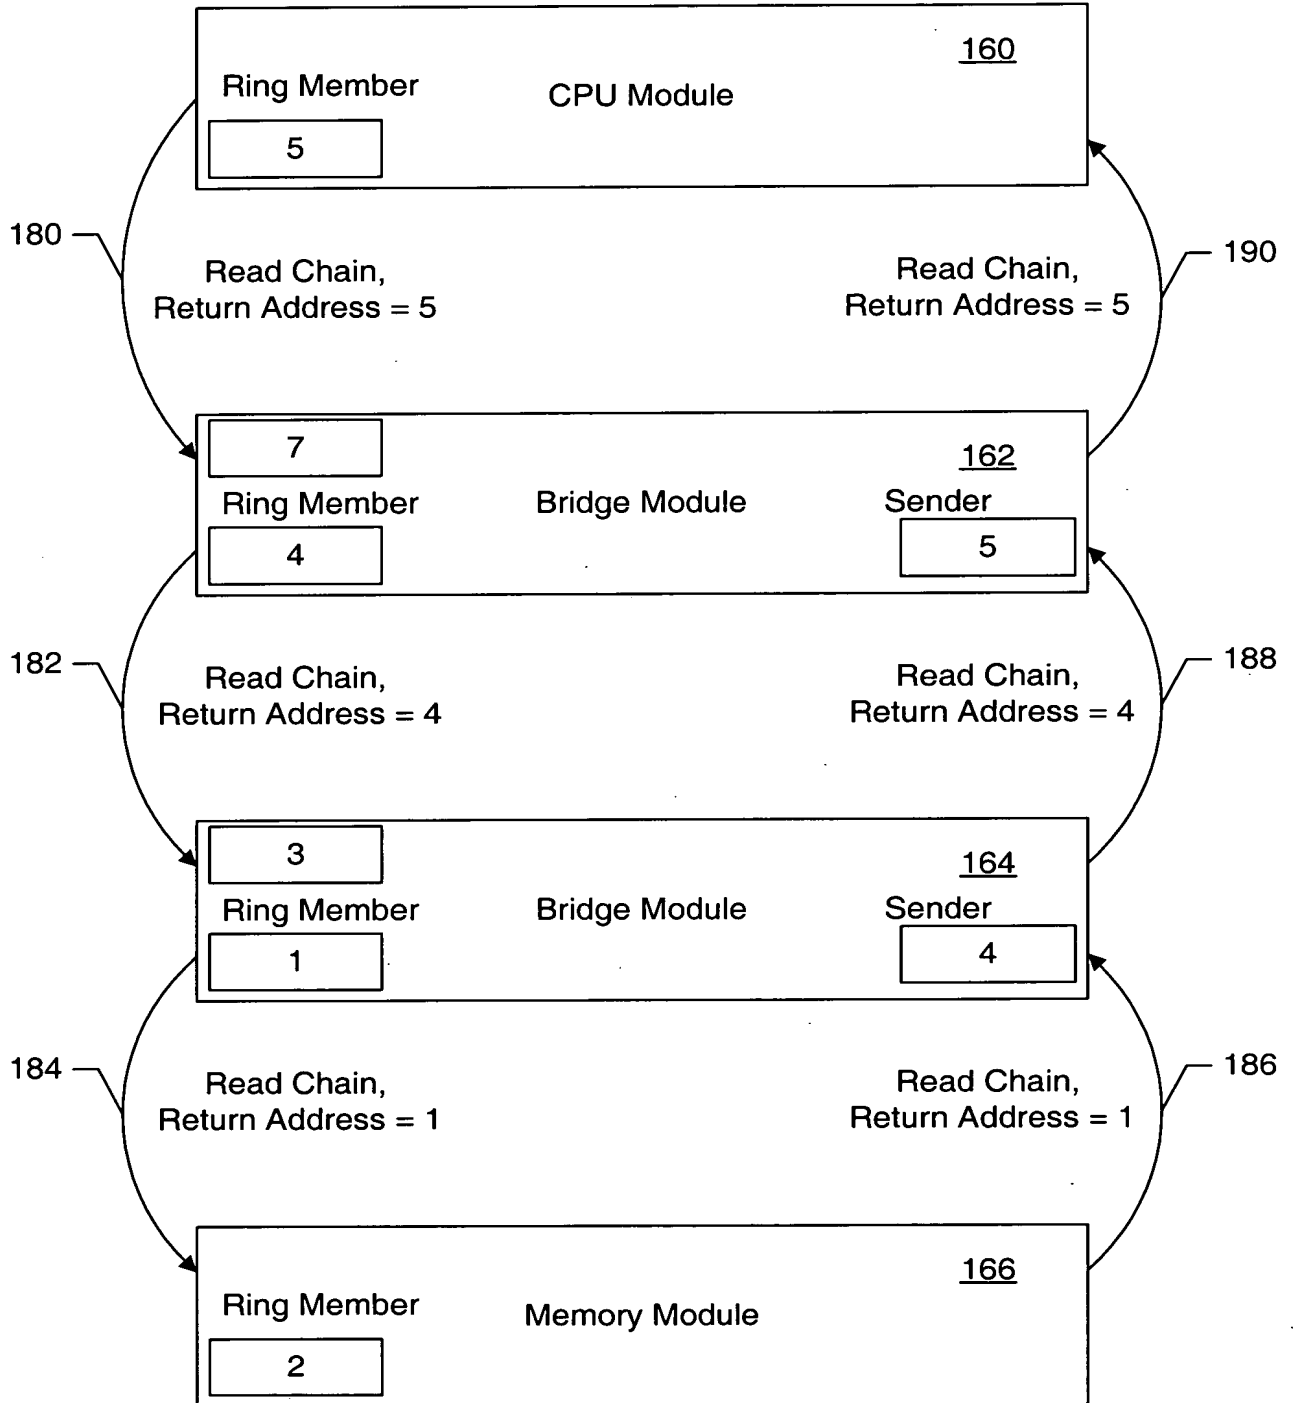 160
Ring Member
CPU Module
5
180
190
Read Chain,
Return Address = 5
Read Chain,
Return Address = 5
7
162
Ring Member
Bridge Module
Sender
4
5
182
188
Read Chain,
Return Address = 4
Read Chain,
Return Address = 4
3
164
Ring Member
Bridge Module
Sender
1
4
184
186
Read Chain,
Return Address = 1
Read Chain,
Return Address = 1
166
Ring Member
Memory Module
2